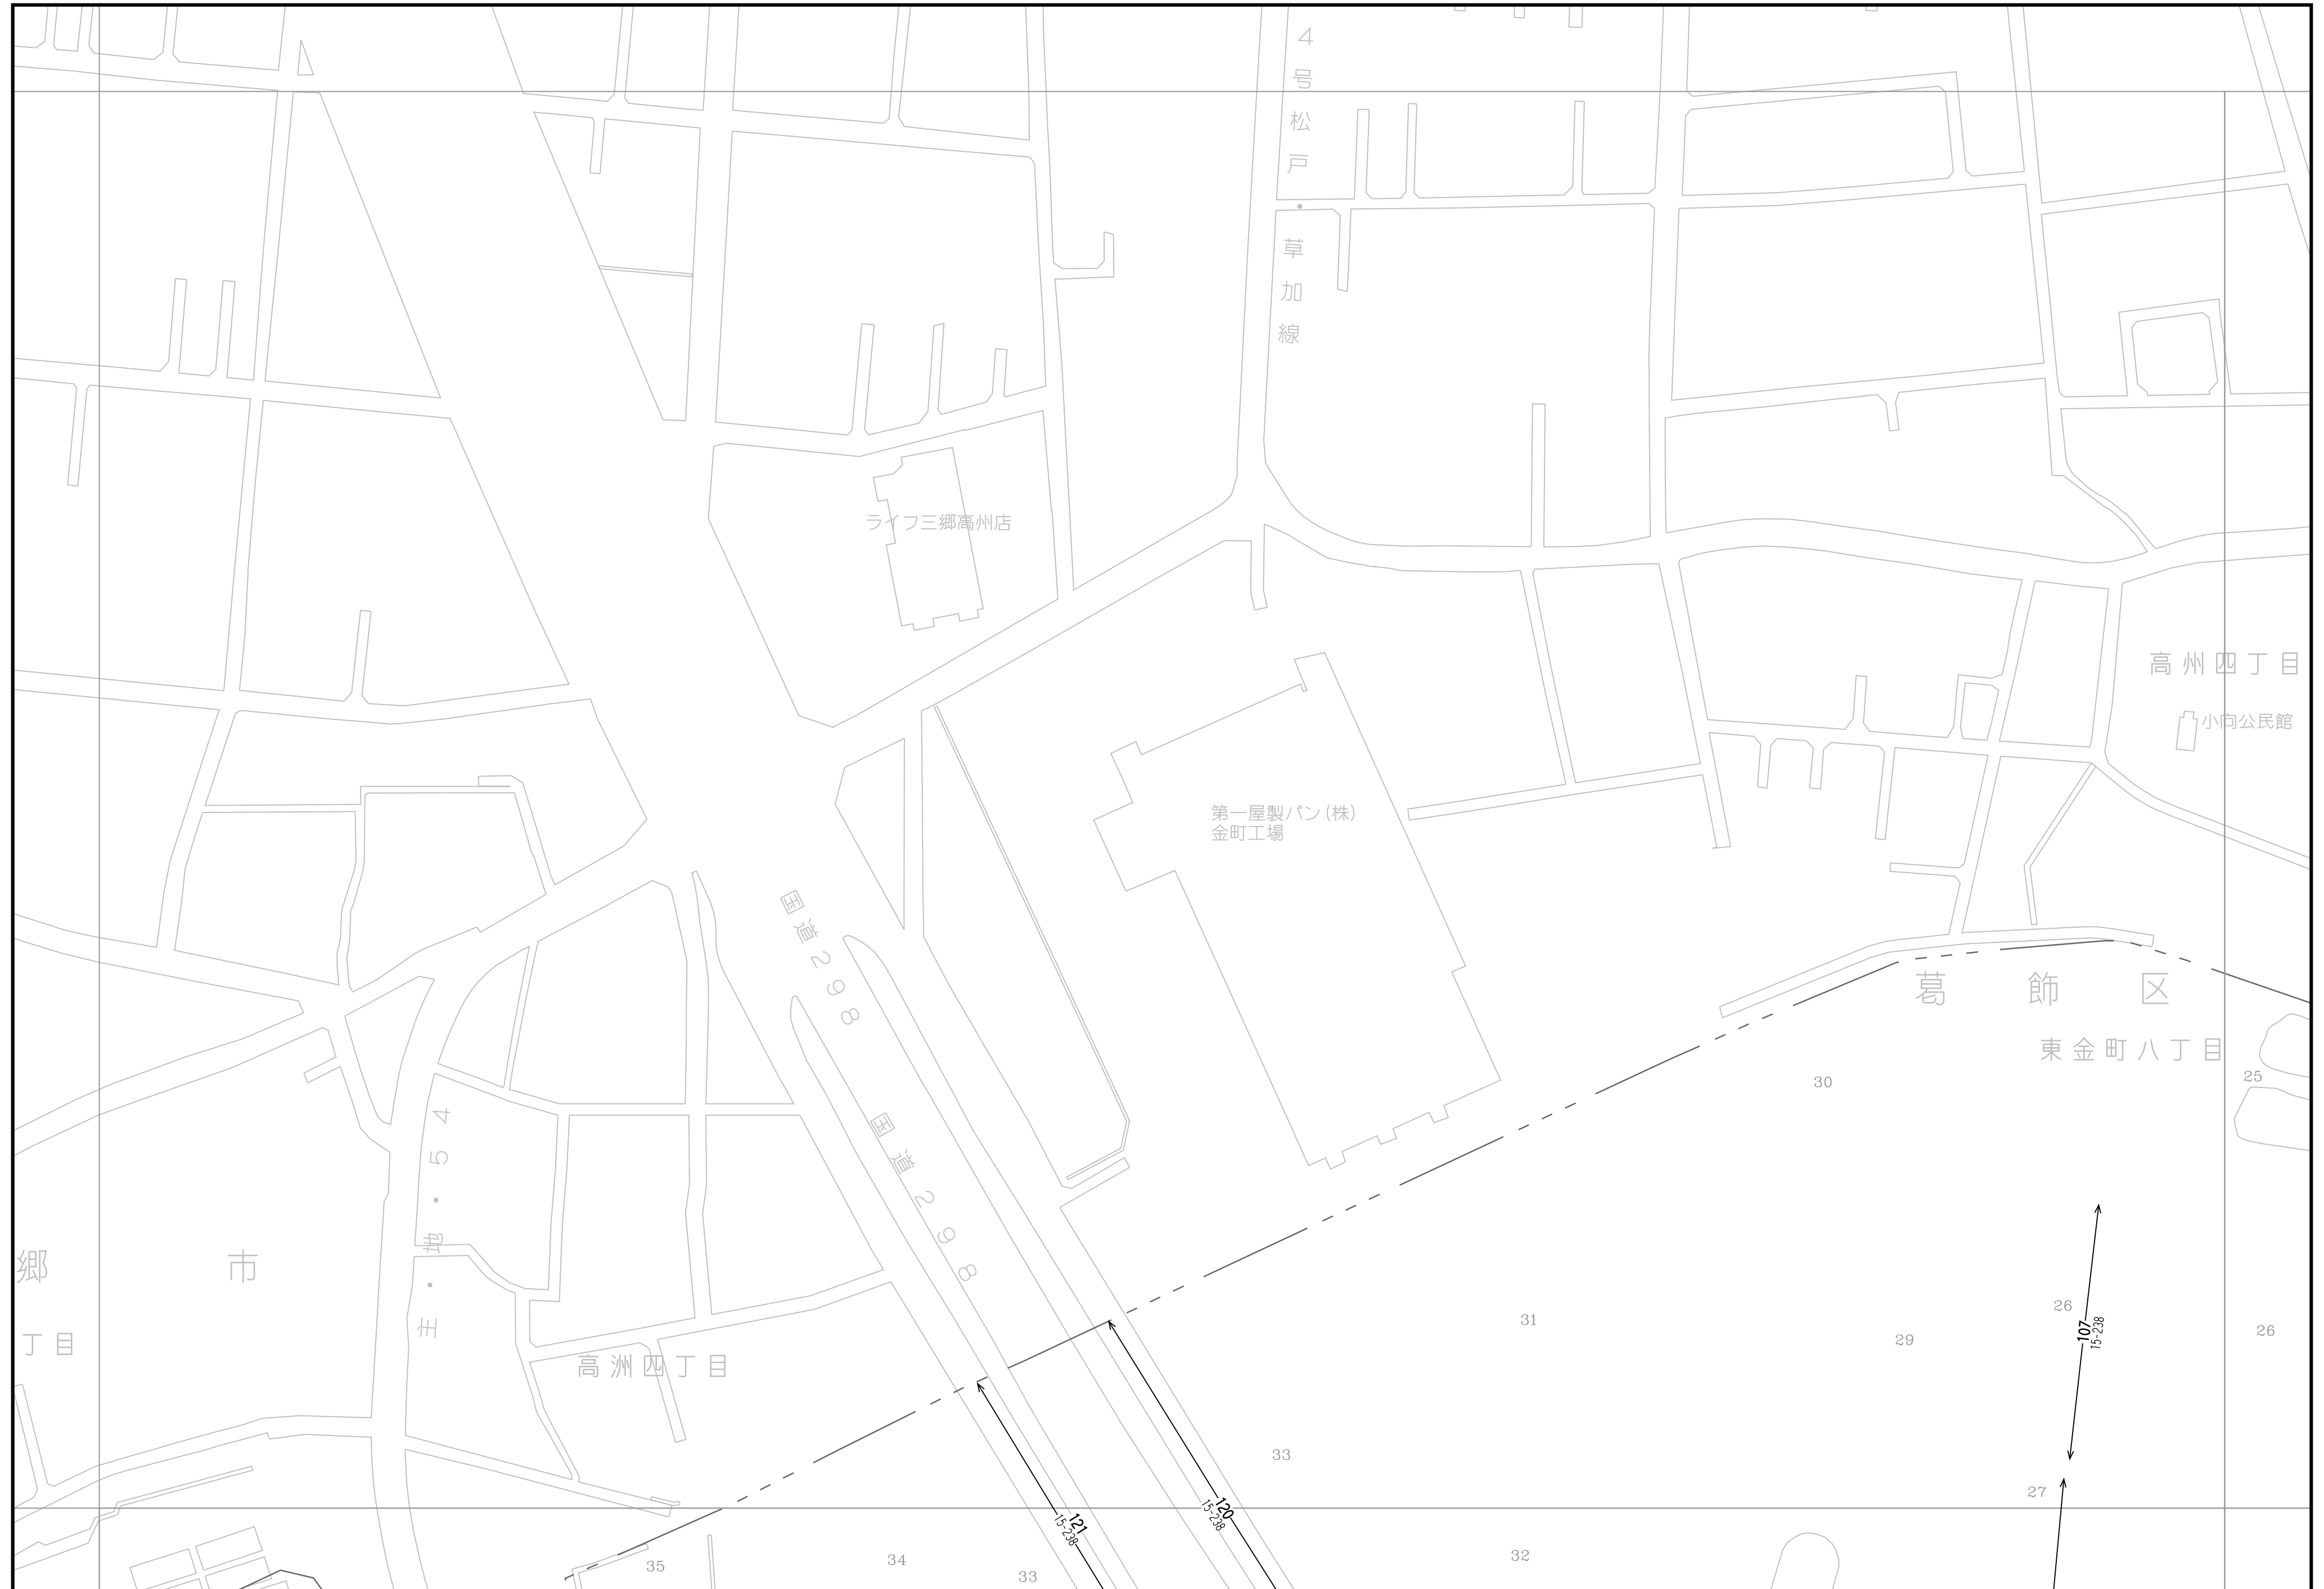 4号松戸・草加線
ライフ三郷高州店
高州四丁目
小向公民館
第一屋製パン(株)
金町工場
国道298
葛飾区
東金町八丁目
30
25
4・5・
国道298
郷市
丁目
高洲四丁目
31
26
107
15-238
29
26
33
27
120
15-238
121
15-238
35
34
33
32